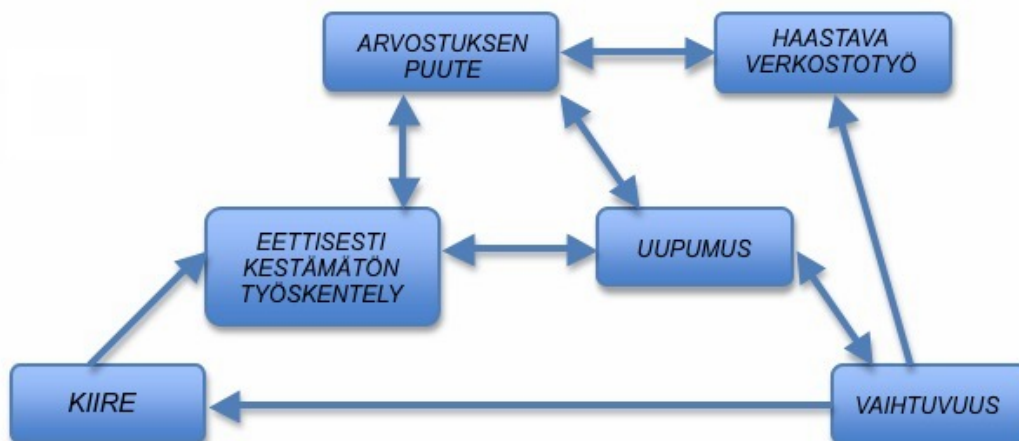 ARVOSTUKSEN
PUUTE
HAASTAVA
VERKOSTOTYÖ
EETTISESTI
KESTÄMÄTÖN
TYÖSKENTELY
UUPUMUS
KIIRE
VAIHTUVUUS